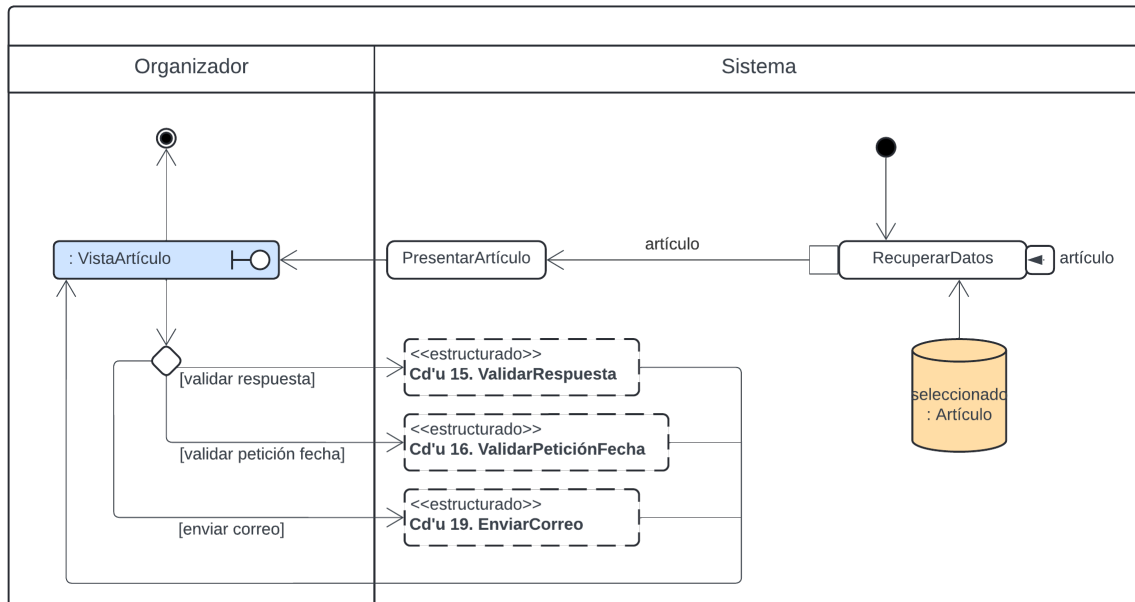 Organizador
Sistema
artículo
: VistaArtículo
PresentarArtículo
RecuperarDatos
artículo
<<estructurado>>
Cd'u 15. ValidarRespuesta
[validar respuesta]
seleccionado
: Artículo
<<estructurado>>
Cd'u 16. ValidarPeticiónFecha
[validar petición fecha]
<<estructurado>>
Cd'u 19. EnviarCorreo
[enviar correo]